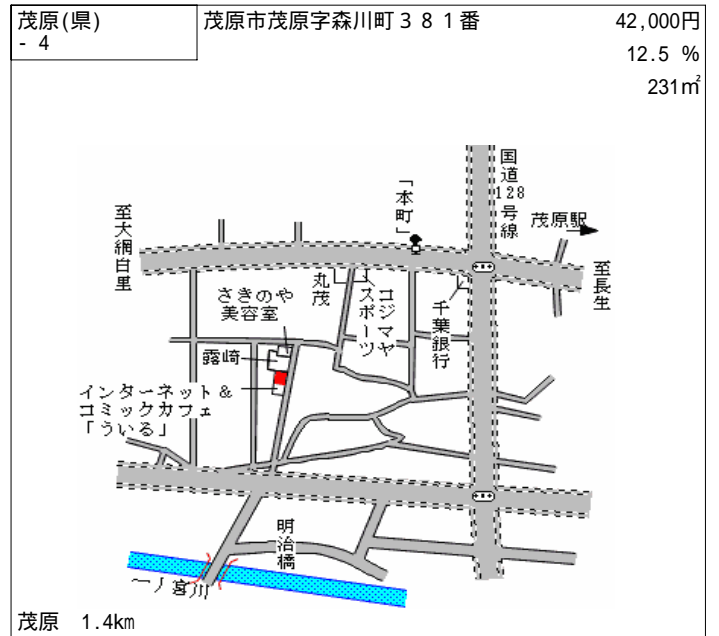 茂原(県)
- 4
茂原市茂原字森川町３８１番
42,000円
12.5 %
231㎡
国道128号線
「本町」
茂原駅
至大網白里
至長生
丸茂
コジマヤ
スポーツ
千葉銀行
さきのや
美容室
露崎
インターネット＆
コミックカフェ
「ういる」
明治橋
一ノ宮川
茂原 1.4km